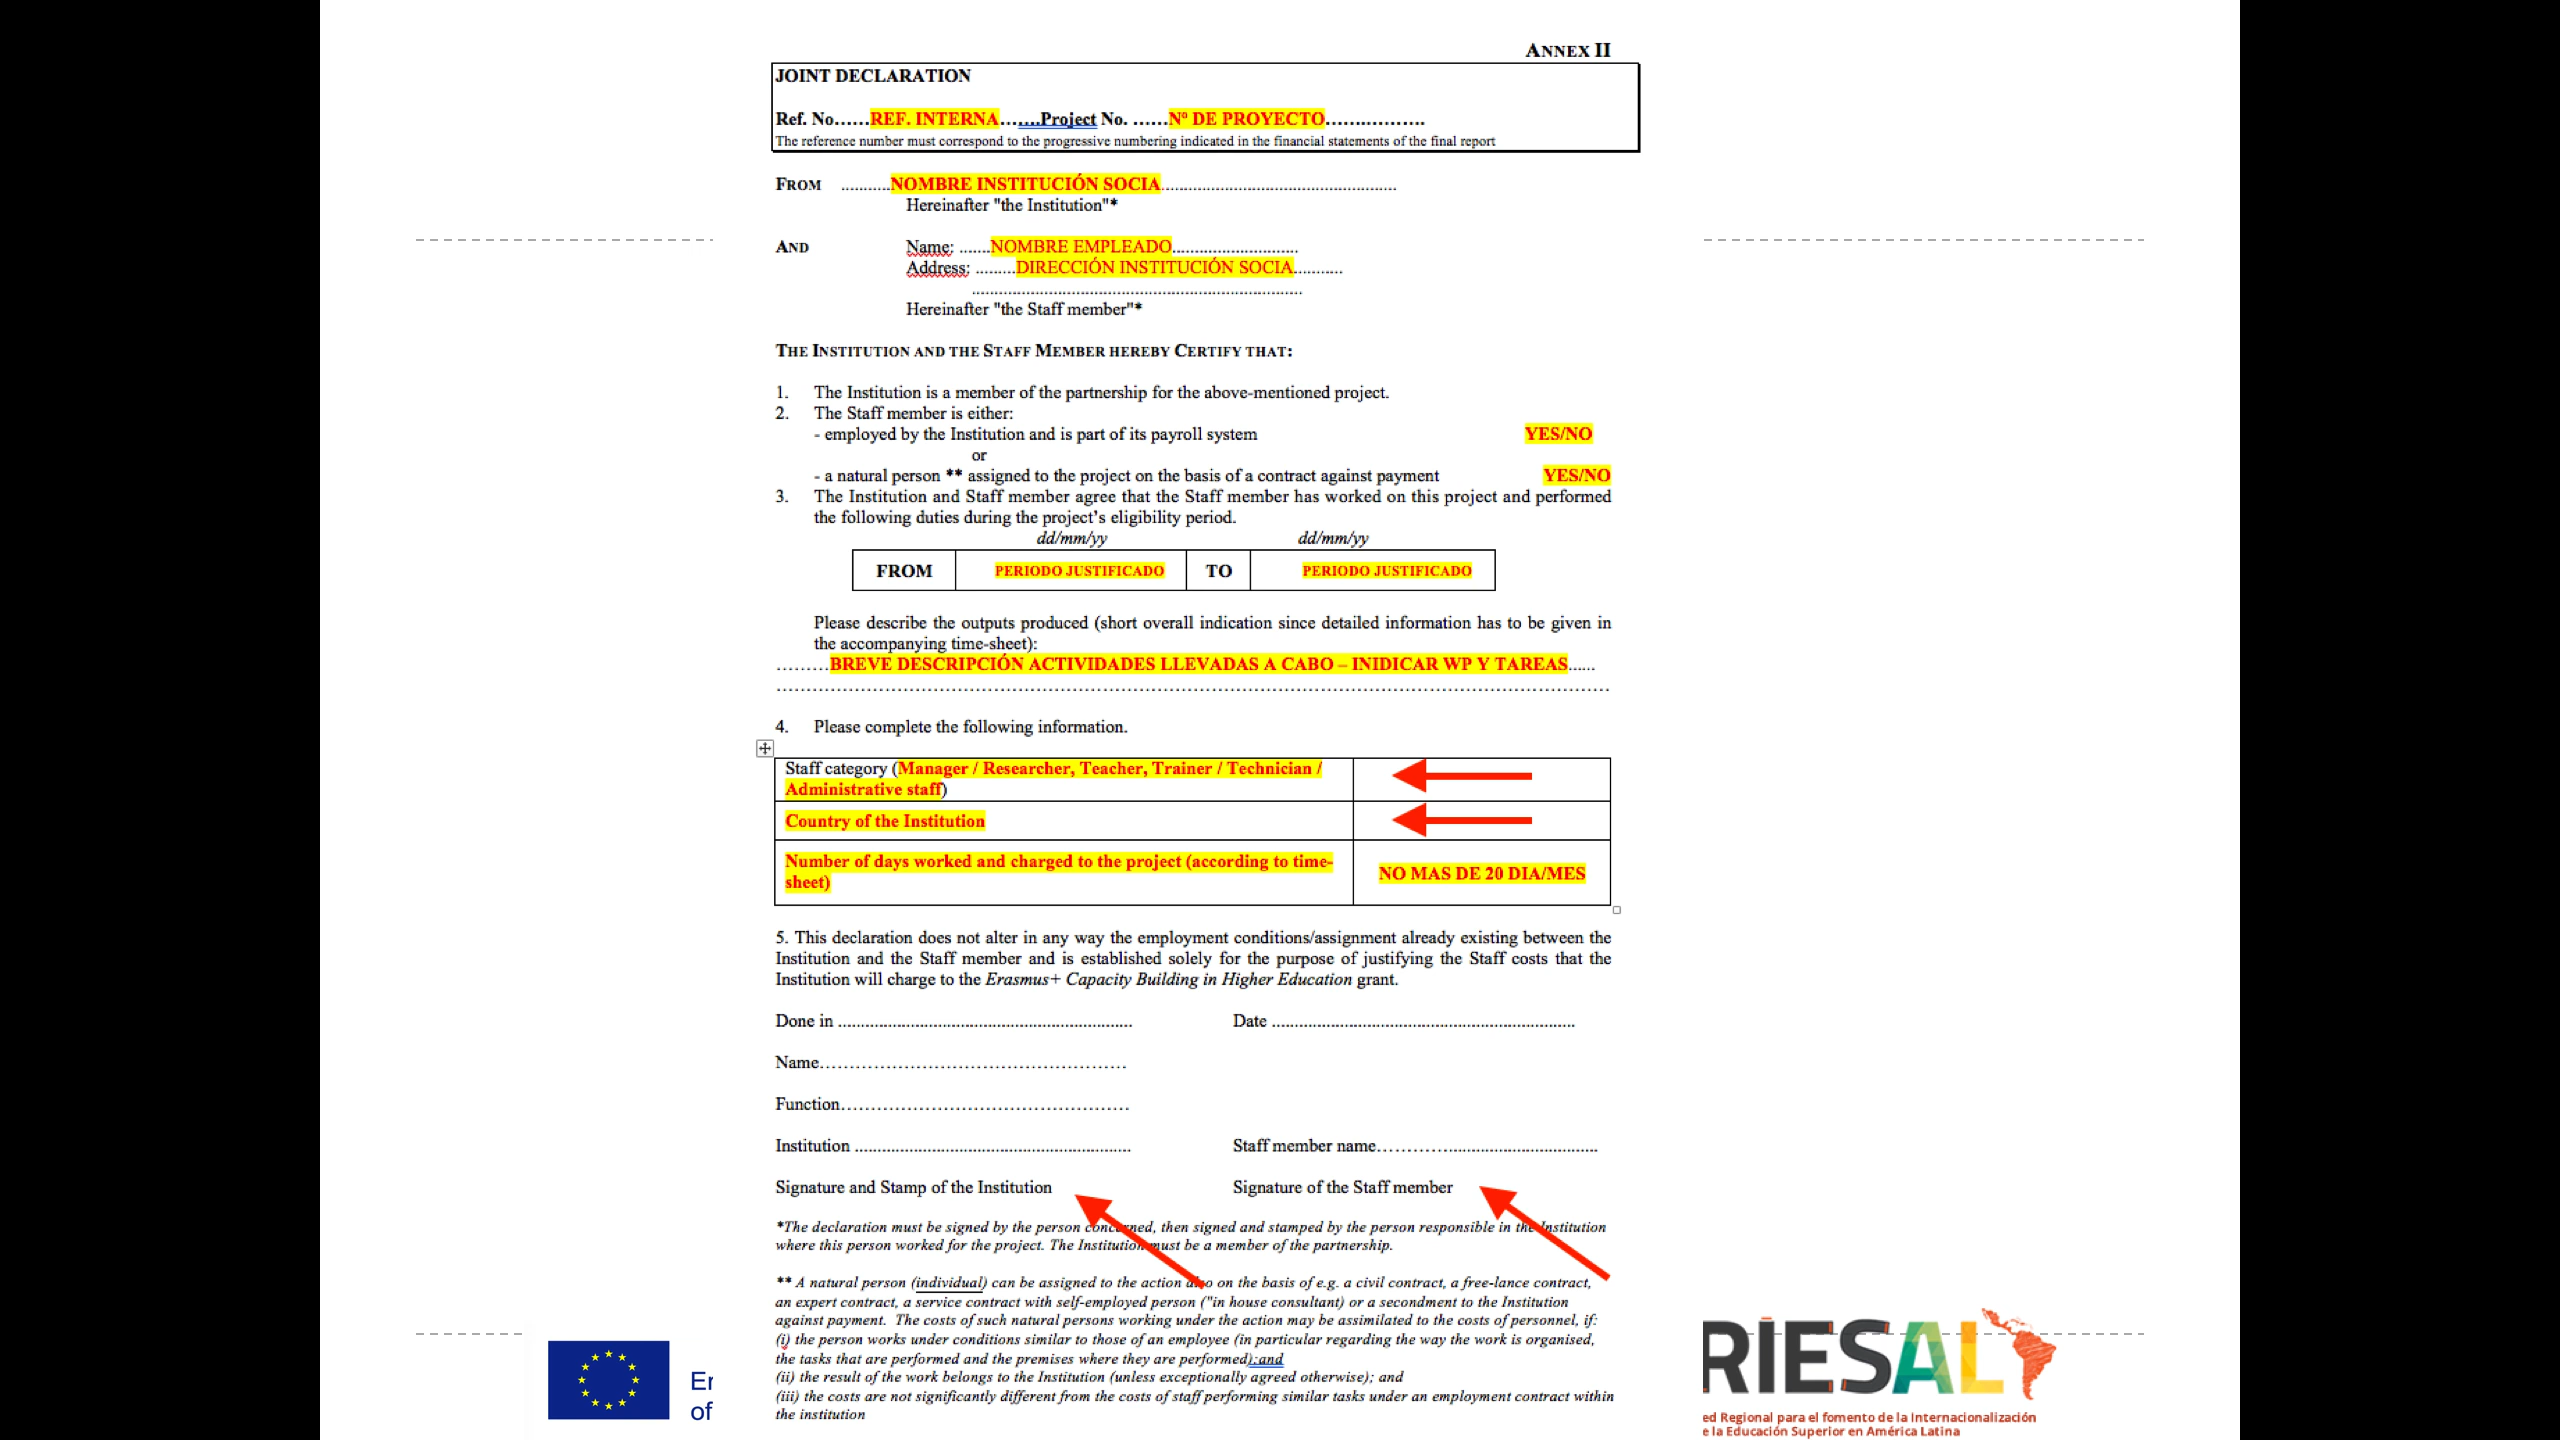 ANNEX II
JOINT DECLARATION
Ref. No......REF. INTERNA.......Project No. ......Nº DE PROYECTO.................
The reference number must correspond to the progressive numbering indicated in the financial statements of the final report
FROM ...........NOMBRE INSTITUCIÓN SOCIA....................................................
Hereinafter "the Institution"*
AND Name: .......NOMBRE EMPLEADO............................
Address: .........DIRECCIÓN INSTITUCIÓN SOCIA...........
..........................................................................
Hereinafter "the Staff member"*
THE INSTITUTION AND THE STAFF MEMBER HEREBY CERTIFY THAT:
1. The Institution is a member of the partnership for the above-mentioned project.
2. The Staff member is either:
- employed by the Institution and is part of its payroll system YES/NO
or
- a natural person ** assigned to the project on the basis of a contract against payment YES/NO
3. The Institution and Staff member agree that the Staff member has worked on this project and performed
the following duties during the project's eligibility period.
dd/mm/yy dd/mm/yy
FROM PERIODO JUSTIFICADO TO PERIODO JUSTIFICADO
Please describe the outputs produced (short overall indication since detailed information has to be given in
the accompanying time-sheet):
.........BREVE DESCRIPCIÓN ACTIVIDADES LLEVADAS A CABO – INIDICAR WP Y TAREAS......
............................................................................................................................................
4. Please complete the following information.
Staff category (Manager / Researcher, Teacher, Trainer / Technician /
Administrative staff)
Country of the Institution
Number of days worked and charged to the project (according to time-
sheet)
NO MAS DE 20 DIA/MES
5. This declaration does not alter in any way the employment conditions/assignment already existing between the
Institution and the Staff member and is established solely for the purpose of justifying the Staff costs that the
Institution will charge to the Erasmus+ Capacity Building in Higher Education grant.
Done in ................................................................. Date ...................................................................
Name....................................................
Function................................................
Institution ............................................................. Staff member name.............................................
Signature and Stamp of the Institution Signature of the Staff member
*The declaration must be signed by the person concerned, then signed and stamped by the person responsible in the Institution
where this person worked for the project. The Institution must be a member of the partnership.
** A natural person (individual) can be assigned to the action also on the basis of e.g. a civil contract, a free-lance contract,
an expert contract, a service contract with self-employed person ("in house consultant) or a secondment to the Institution
against payment. The costs of such natural persons working under the action may be assimilated to the costs of personnel, if:
(i) the person works under conditions similar to those of an employee (in particular regarding the way the work is organised,
the tasks that are performed and the premises where they are performed);and
(ii) the result of the work belongs to the Institution (unless exceptionally agreed otherwise); and
(iii) the costs are not significantly different from the costs of staff performing similar tasks under an employment contract within
the institution
Er
of
RIESAL
ed Regional para el fomento de la Internacionalización
e la Educación Superior en América Latina